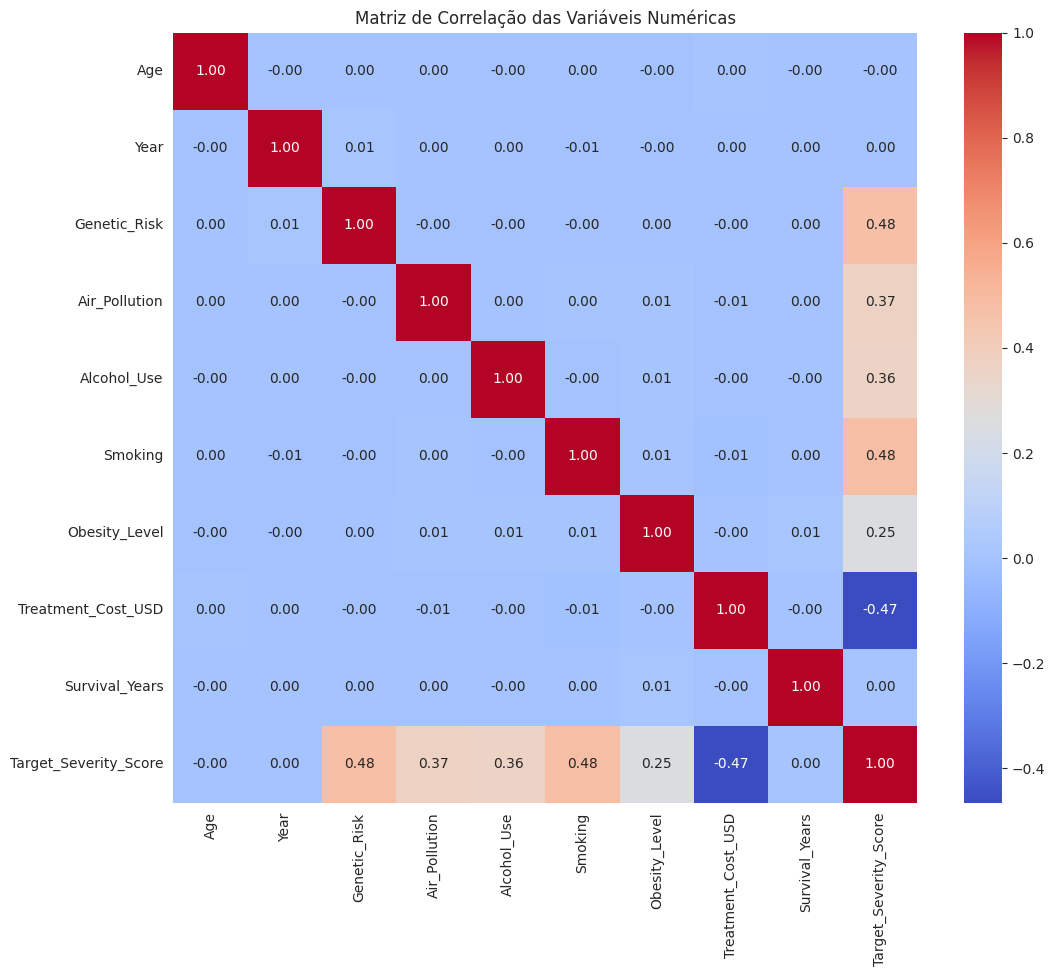 Matriz de Correlação das Variáveis Numéricas
Age 1.00 -0.00 0.00 0.00 -0.00 0.00 -0.00 0.00 -0.00 -0.00
Year -0.00 1.00 0.01 0.00 0.00 -0.01 -0.00 0.00 0.00 0.00
Genetic_Risk 0.00 0.01 1.00 -0.00 -0.00 -0.00 0.00 -0.00 0.00 0.48
Air_Pollution 0.00 0.00 -0.00 1.00 0.00 0.00 0.01 -0.01 0.00 0.37
Alcohol_Use -0.00 0.00 -0.00 0.00 1.00 -0.00 0.01 -0.00 -0.00 0.36
Smoking 0.00 -0.01 -0.00 0.00 -0.00 1.00 0.01 -0.01 0.00 0.48
Obesity_Level -0.00 -0.00 0.00 0.01 0.01 0.01 1.00 -0.00 0.01 0.25
Treatment_Cost_USD 0.00 0.00 -0.00 -0.01 -0.00 -0.01 -0.00 1.00 -0.00 -0.47
Survival_Years -0.00 0.00 0.00 0.00 -0.00 0.00 0.01 -0.00 1.00 0.00
Target_Severity_Score -0.00 0.00 0.48 0.37 0.36 0.48 0.25 -0.47 0.00 1.00
Age
Year
Genetic_Risk
Air_Pollution
Alcohol_Use
Smoking
Obesity_Level
Treatment_Cost_USD
Survival_Years
Target_Severity_Score
1.0
0.8
0.6
0.4
0.2
0.0
−0.2
−0.4